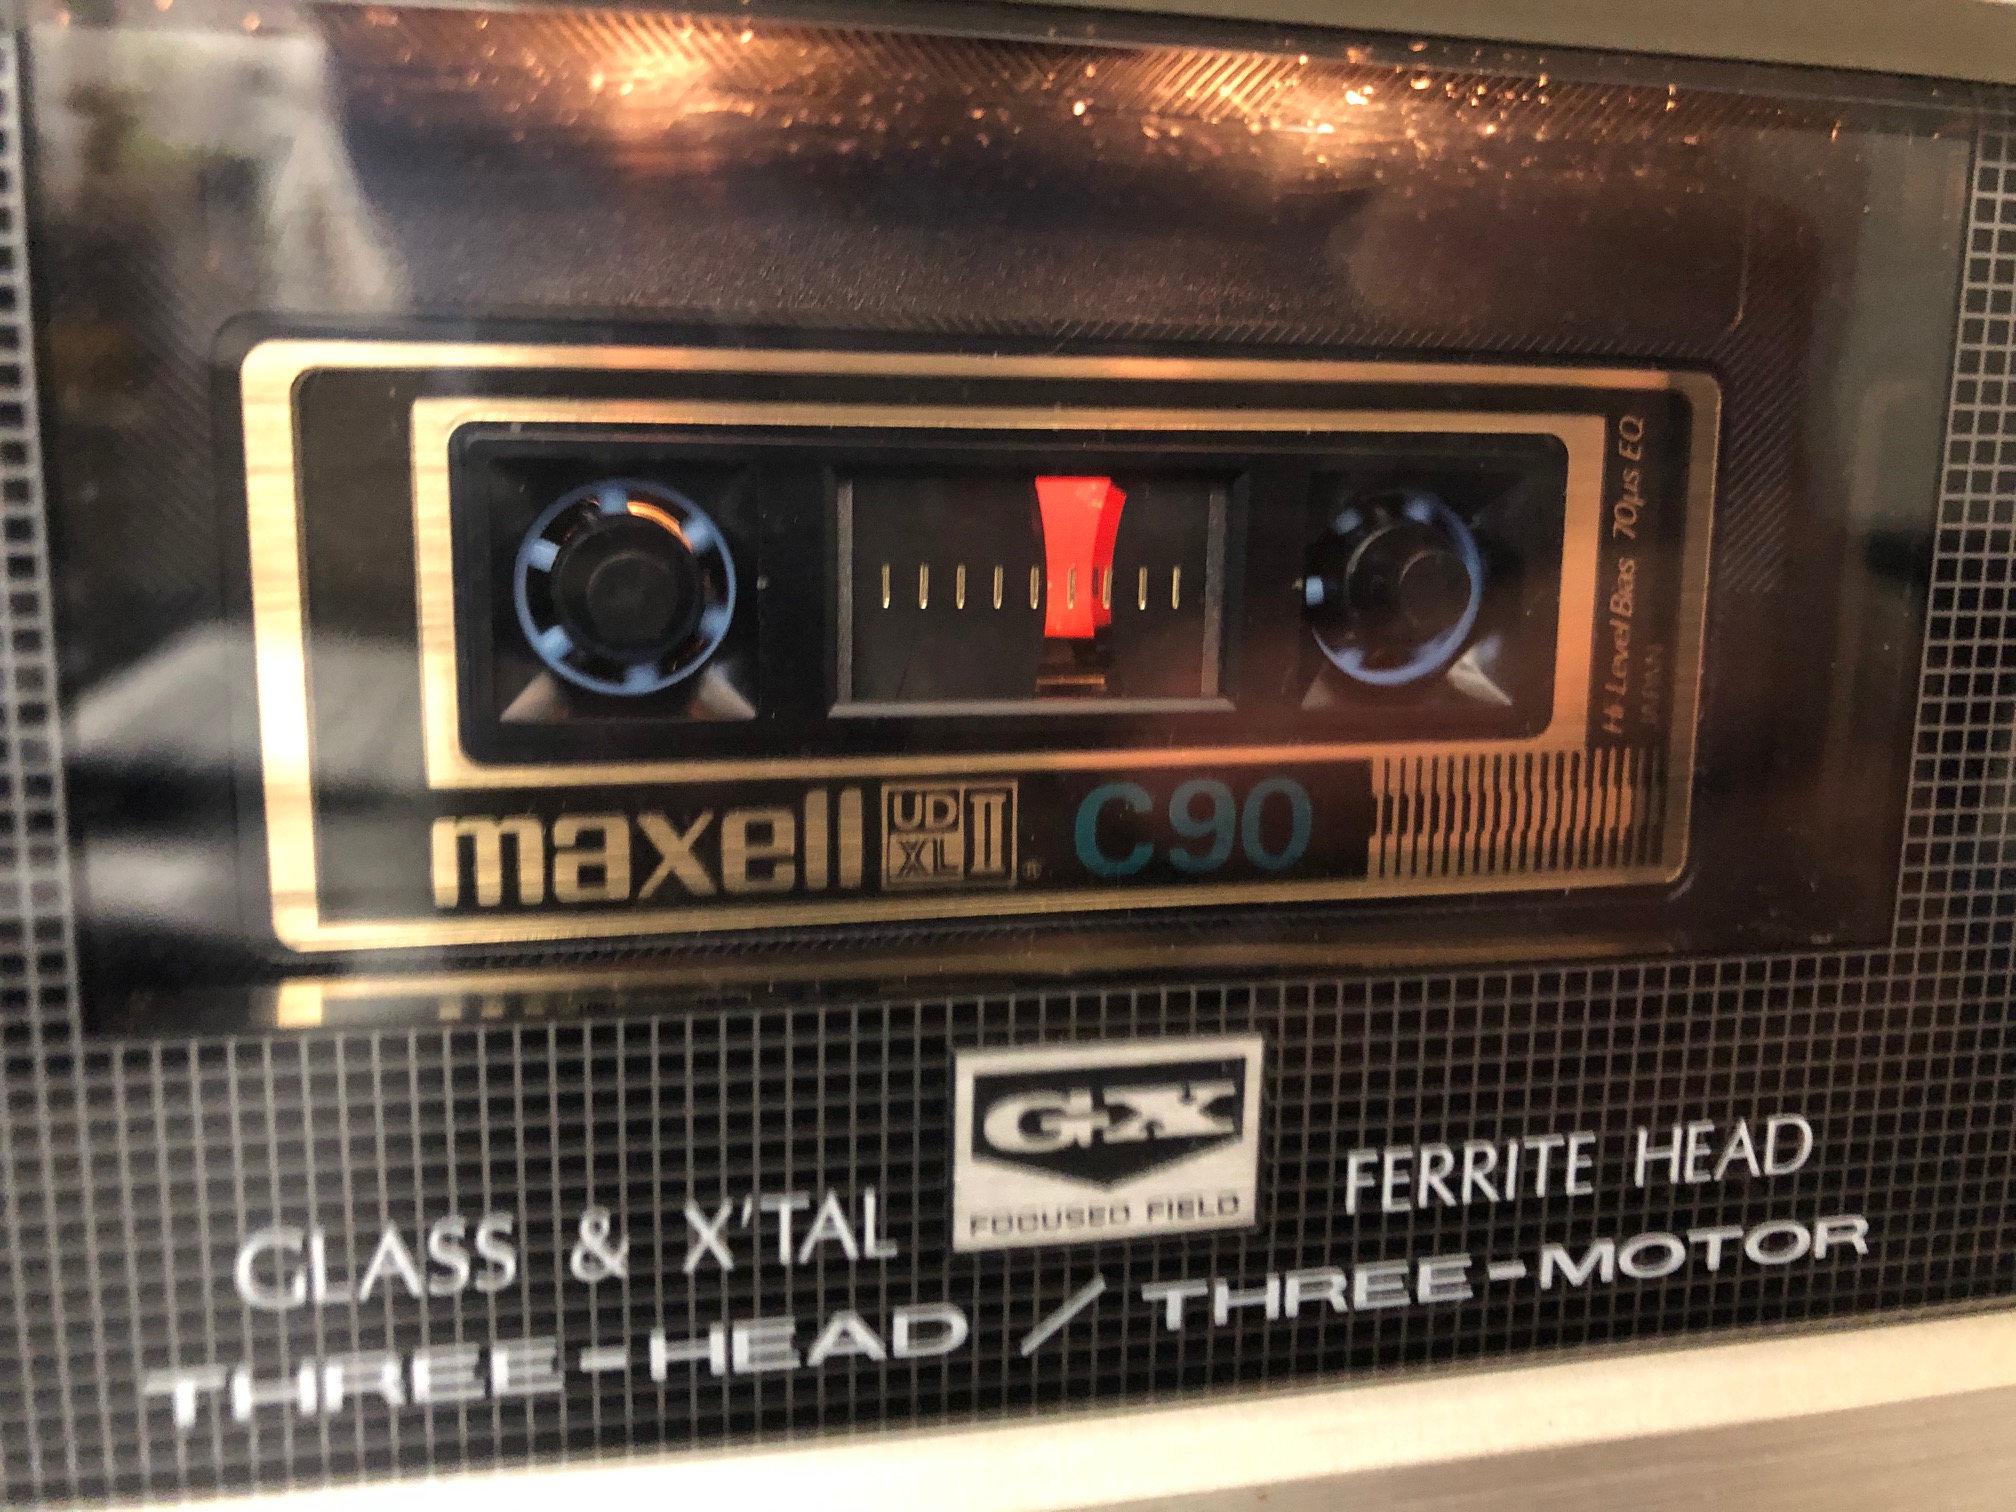 Hi-Level Bias 70μs EQ
JAPAN
maxell UD XL II ® C90
GX
FOCUSED FIELD
GLASS & X'TAL FERRITE HEAD
THREE-HEAD / THREE-MOTOR